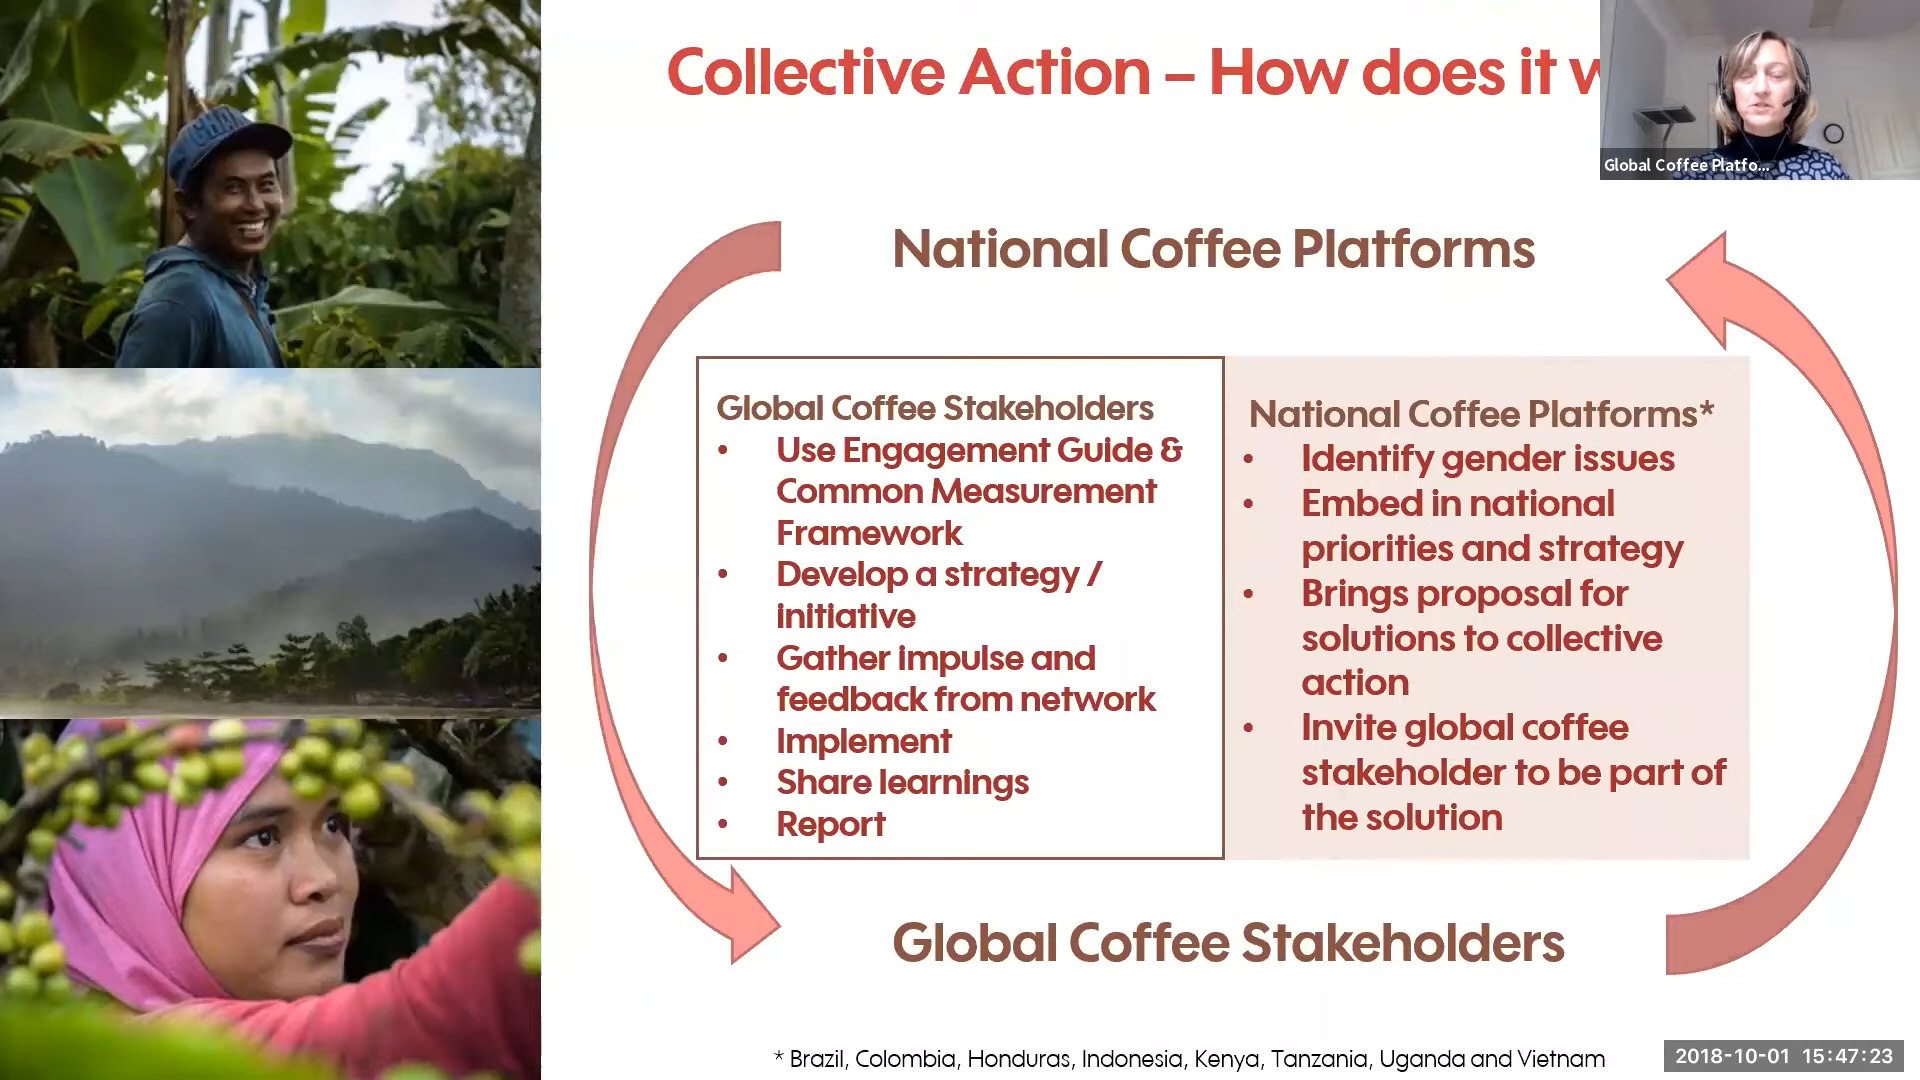 Collective Action – How does it
Global Coffee Platfo...
National Coffee Platforms
Global Coffee Stakeholders
• Use Engagement Guide &
Common Measurement
Framework
• Develop a strategy /
initiative
• Gather impulse and
feedback from network
• Implement
• Share learnings
• Report
National Coffee Platforms*
• Identify gender issues
• Embed in national
priorities and strategy
• Brings proposal for
solutions to collective
action
• Invite global coffee
stakeholder to be part of
the solution
Global Coffee Stakeholders
* Brazil, Colombia, Honduras, Indonesia, Kenya, Tanzania, Uganda and Vietnam
2018-10-01 15:47:23